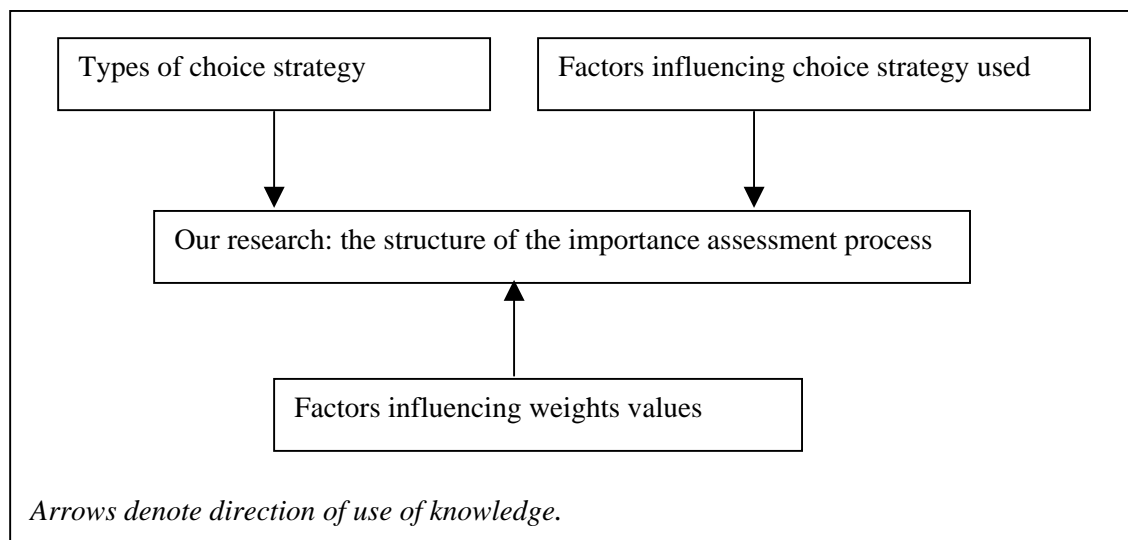 Types of choice strategy
Factors influencing choice strategy used
Our research: the structure of the importance assessment process
Factors influencing weights values
Arrows denote direction of use of knowledge.